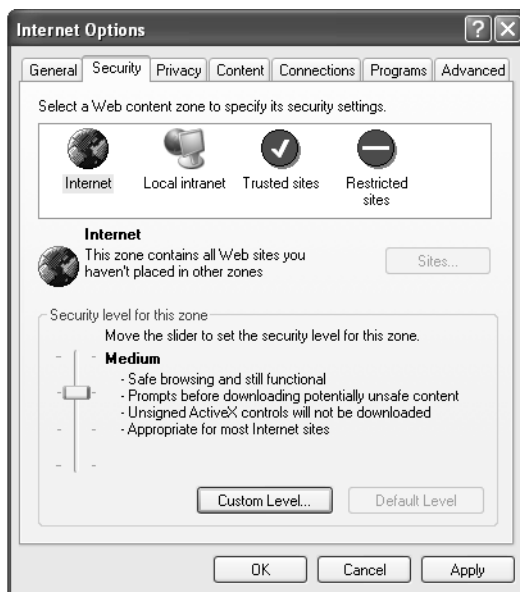 Internet Options
General Security Privacy Content Connections Programs Advanced
Select a Web content zone to specify its security settings.
Internet Local intranet Trusted sites Restricted
sites
Internet
This zone contains all Web sites you
haven't placed in other zones
Sites...
Security level for this zone
Move the slider to set the security level for this zone.
Medium
- Safe browsing and still functional
- Prompts before downloading potentially unsafe content
- Unsigned ActiveX controls will not be downloaded
- Appropriate for most Internet sites
Custom Level... Default Level
OK Cancel Apply